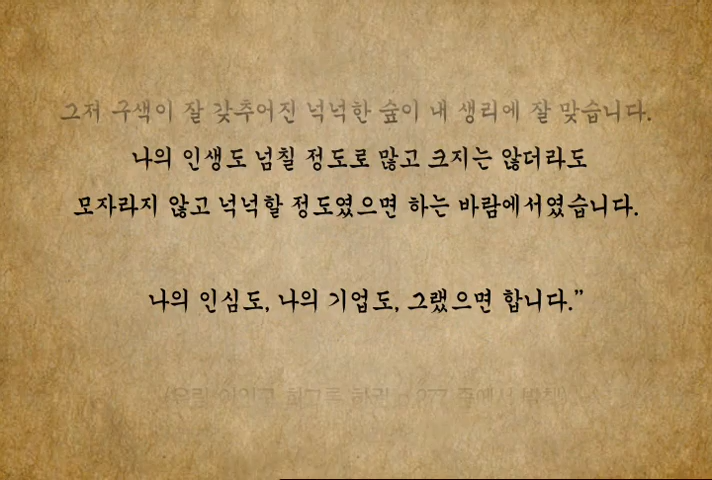 그저 구색이 잘 갖추어진 넉넉한 숲이 내 생리에 잘 맞습니다.
나의 인생도 넘칠 정도로 많고 크지는 않더라도
모자라지 않고 넉넉할 정도였으면 하는 바람에서였습니다.
나의 인심도, 나의 기업도, 그랬으면 합니다.”